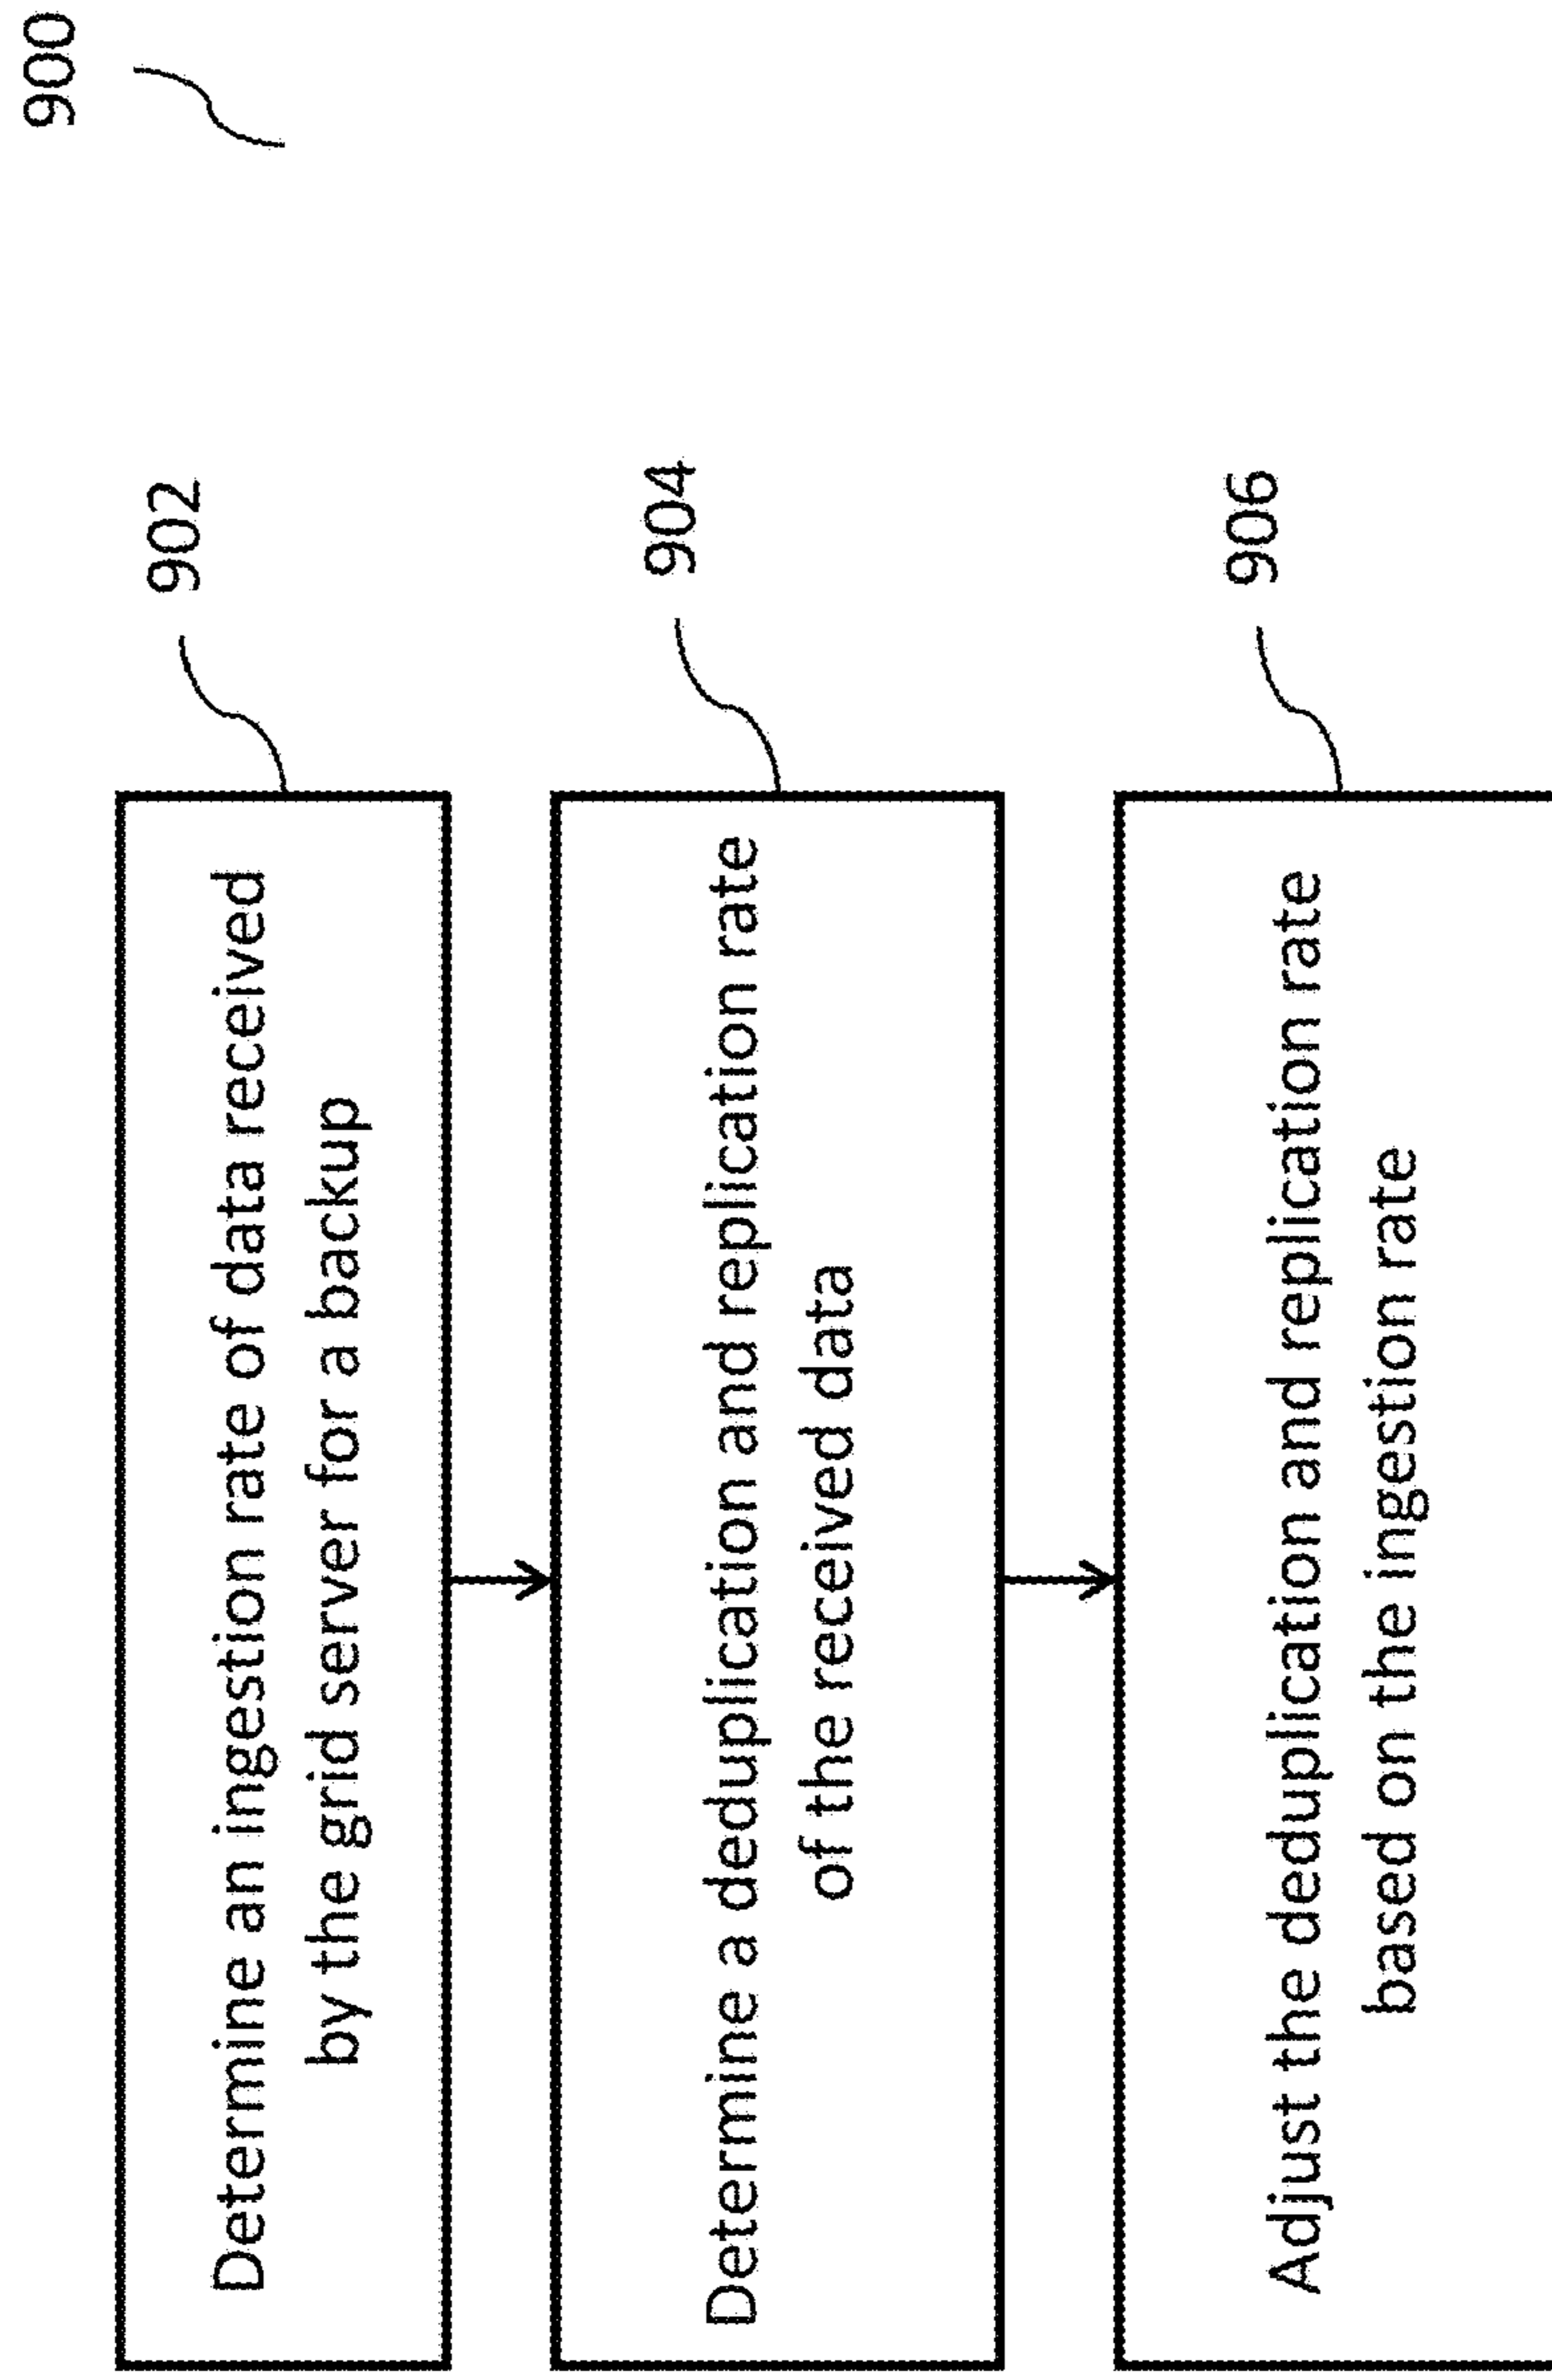 900
902
Determine an ingestion rate of data received
by the grid server for a backup
904
Determine a deduplication and replication rate
of the received data
906
Adjust the deduplication and replication rate
based on the ingestion rate